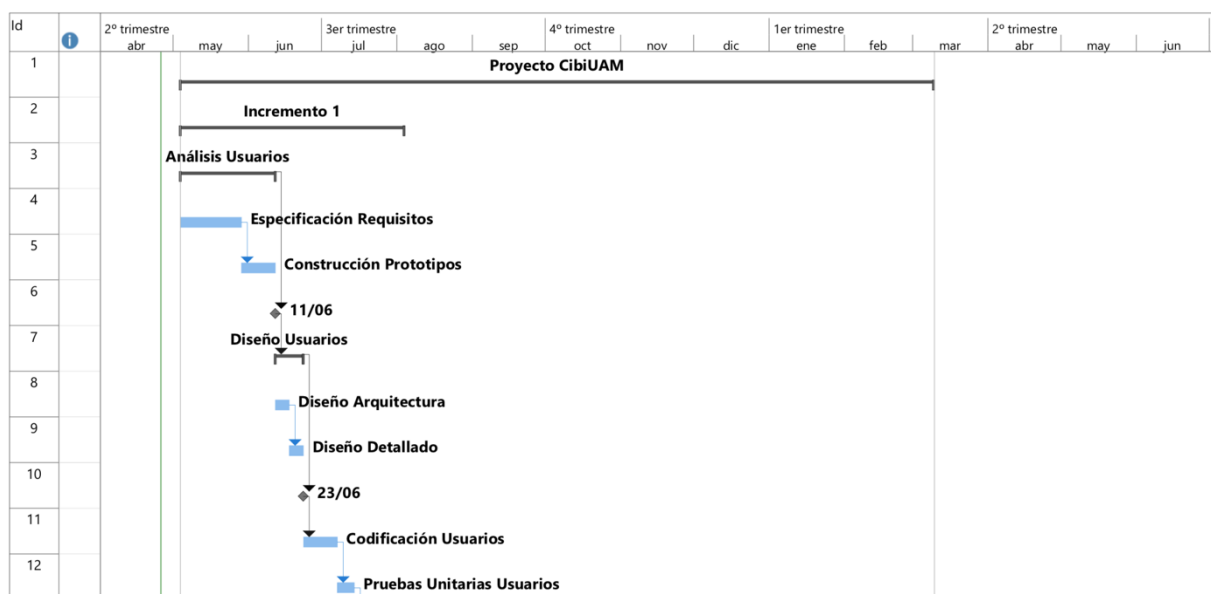 Id
i
2º trimestre 3er trimestre 4º trimestre 1er trimestre 2º trimestre
abr may jun jul ago sep oct nov dic ene feb mar abr may jun
1 Proyecto CibiUAM
2 Incremento 1
3 Análisis Usuarios
4 Especificación Requisitos
5 Construcción Prototipos
6 11/06
7 Diseño Usuarios
8 Diseño Arquitectura
9 Diseño Detallado
10 23/06
11 Codificación Usuarios
12 Pruebas Unitarias Usuarios